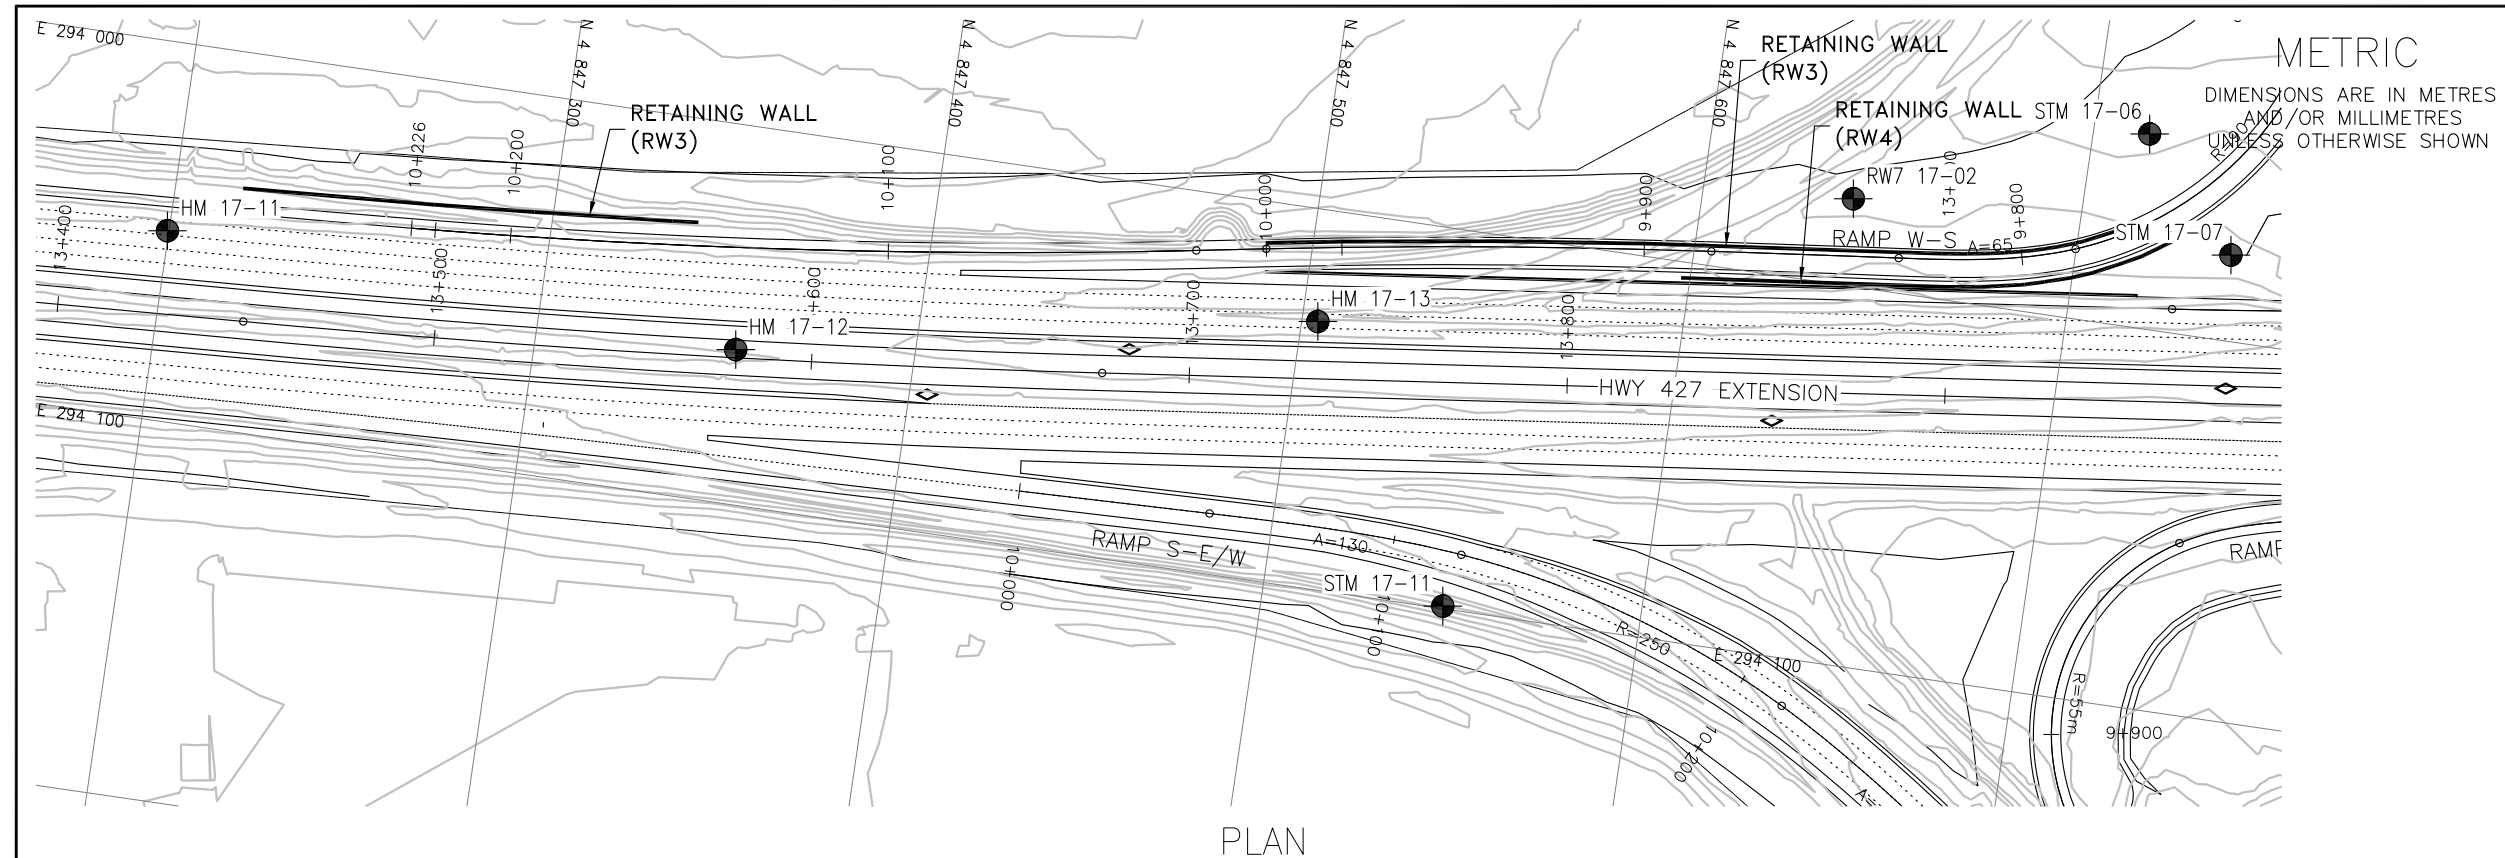 E 294 000
N 4 847 300
N 4 847 400
N 4 847 500
N 4 847 600
RETAINING WALL
(RW3)
METRIC
DIMENSIONS ARE IN METRES
AND/OR MILLIMETRES
UNLESS OTHERWISE SHOWN
RETAINING WALL
(RW3)
RETAINING WALL
(RW4)
STM 17-06
10+226
10+200
10+100
10+000
9+900
RW7 17-02
9+800
R=90
HM 17-11
13+400
13+500
13+600
13+700
13+800
RAMP W-S
A=65
STM 17-07
HM 17-12
HM 17-13
HWY 427 EXTENSION
E 294 100
RAMP S-E/W
A=130
STM 17-11
10+000
10+100
R=250
E 294 100
10+200
RAMP
R=55m
9+900
PLAN